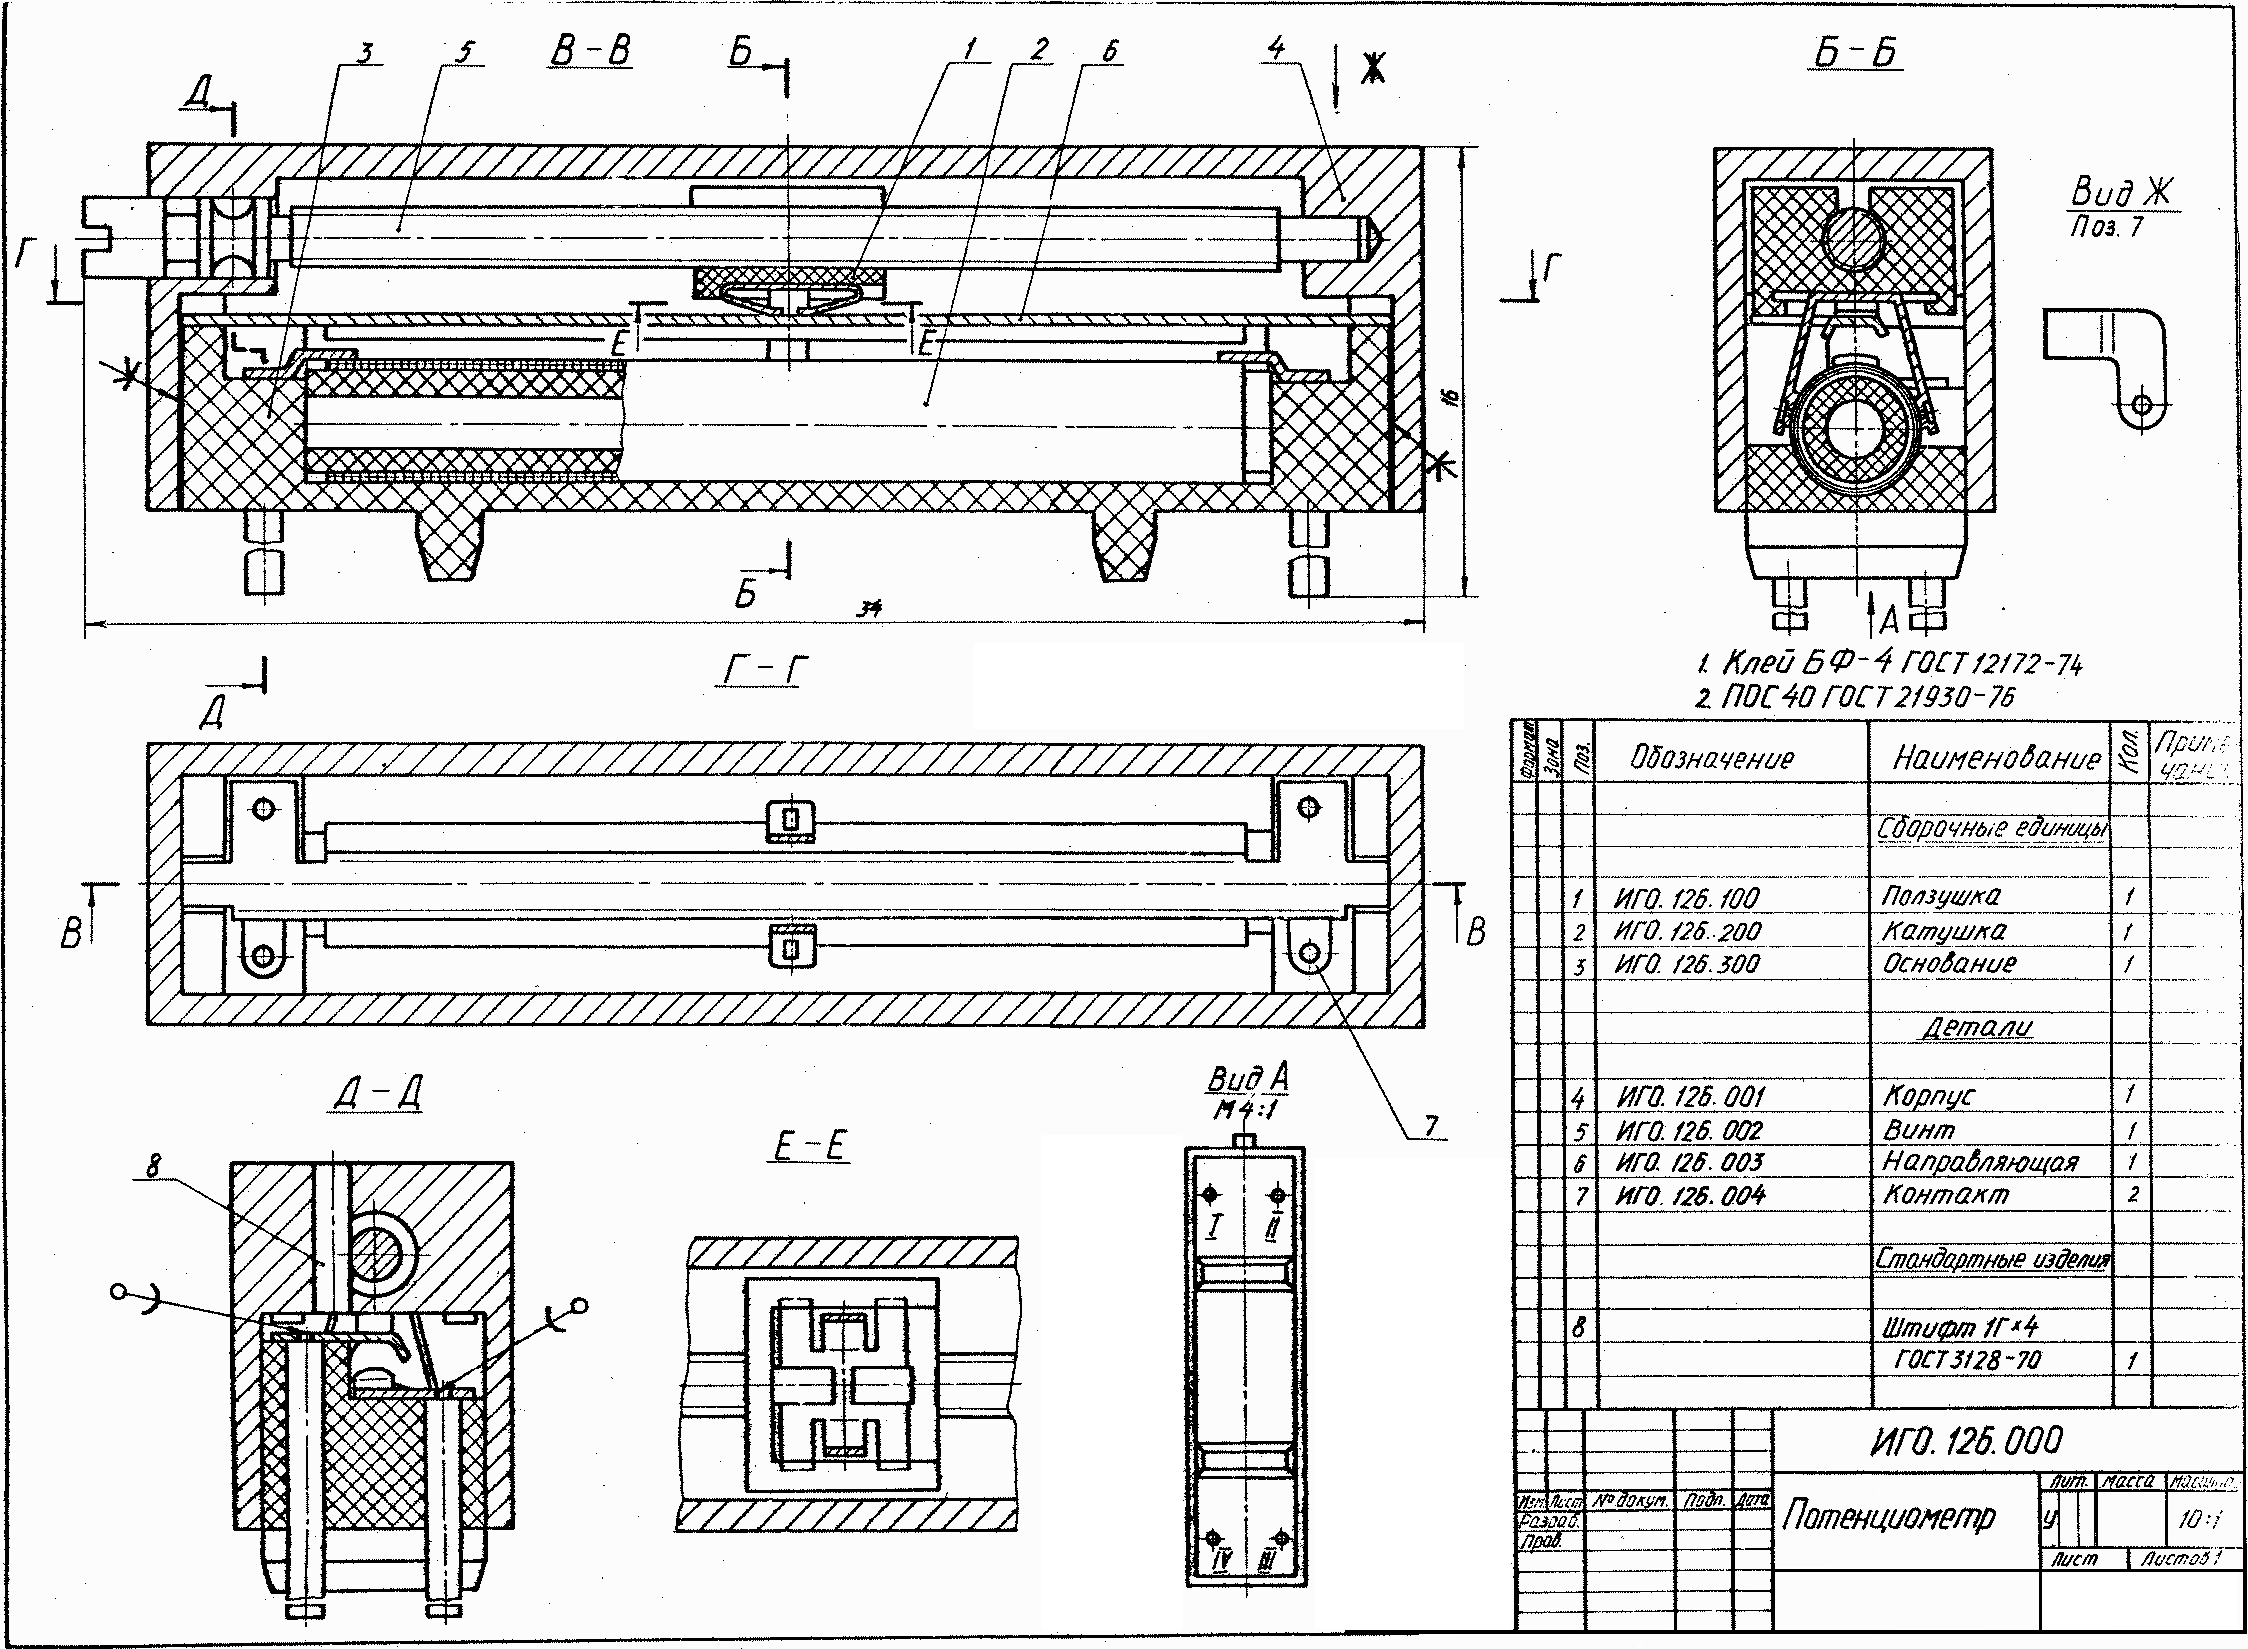 3
5
В-В
Б
1
2
6
4
Ж
Б-Б
Д
Г
Г
Вид Ж
Поз. 7
Е
Е
16
Б
34
А
1. Клей БФ-4 ГОСТ 12172-74
2. ПОС 40 ГОСТ 21930-76
Д
Г-Г
В
В
7
Формат Зона Поз. Обозначение Наименование Кол. Приме-
чание
Сборочные единицы
1 ИГО. 126. 100 Ползушка 1
2 ИГО. 126. 200 Катушка 1
3 ИГО. 126. 300 Основание 1
Детали
4 ИГО. 126. 001 Корпус 1
5 ИГО. 126. 002 Винт 1
6 ИГО. 126. 003 Направляющая 1
7 ИГО. 126. 004 Контакт 2
Стандартные изделия
8 Штифт 1Г×4
ГОСТ 3128-70 1
Д-Д
8
Е-Е
Вид А
М 4:1
I II
IV III
ИГО. 126. 000
Изм. Лист № докум. Подп. Дата
Разраб.
Пров.
Потенциометр
Лит. Масса Масштаб
У 10:1
Лист Листов 1